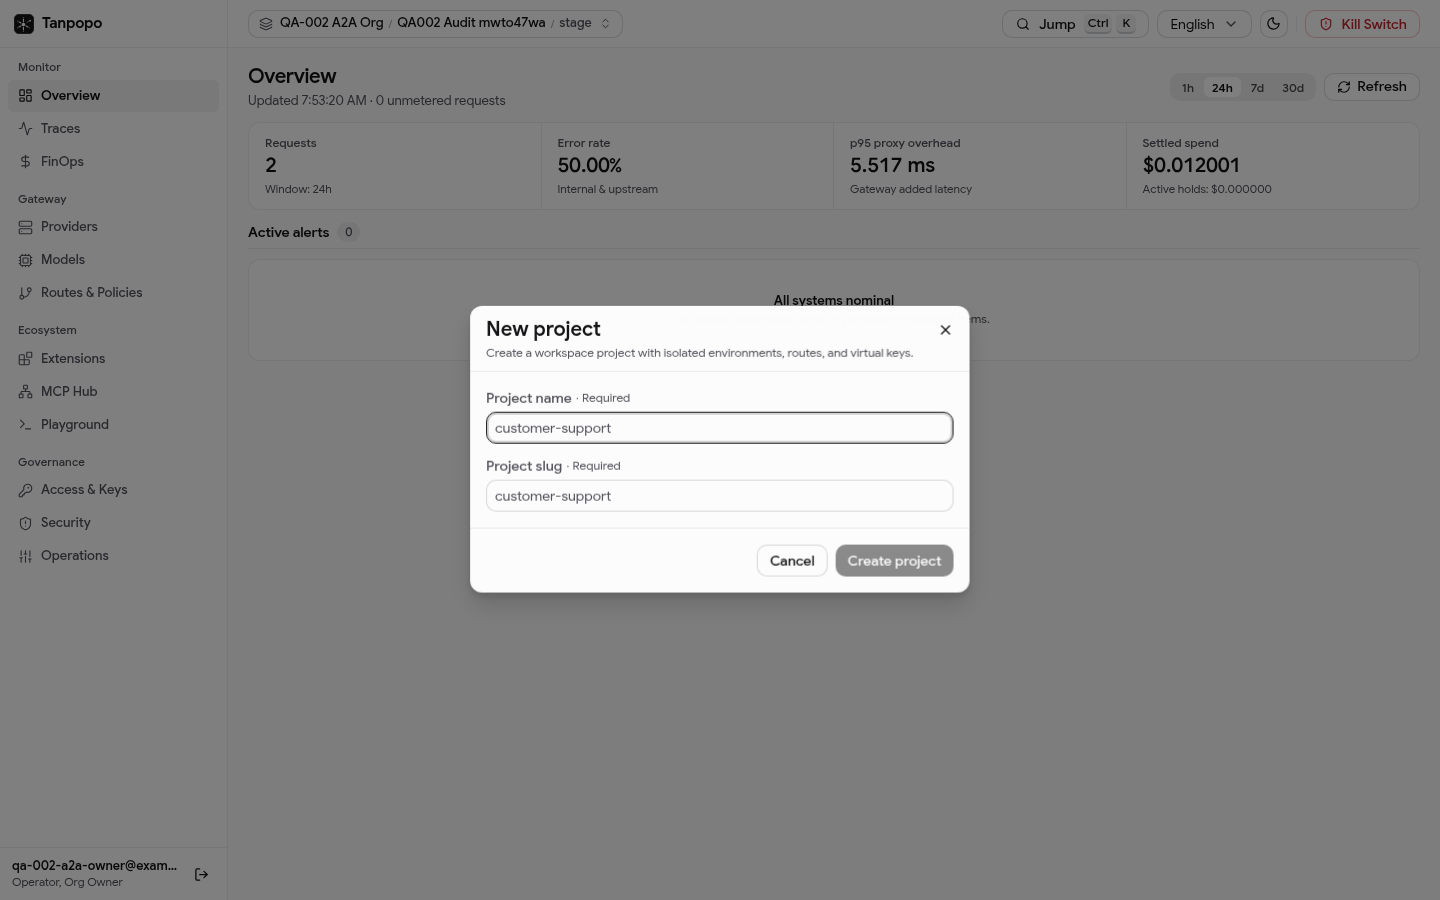 Tanpopo
QA-002 A2A Org / QA002 Audit mwto47wa / stage
Jump Ctrl K
English
Kill Switch
Monitor
Overview
Traces
FinOps
Gateway
Providers
Models
Routes & Policies
Ecosystem
Extensions
MCP Hub
Playground
Governance
Access & Keys
Security
Operations
qa-002-a2a-owner@exam...
Operator, Org Owner
Overview
Updated 7:53:20 AM · 0 unmetered requests
1h 24h 7d 30d
Refresh
Requests
2
Window: 24h
Error rate
50.00%
Internal & upstream
p95 proxy overhead
5.517 ms
Gateway added latency
Settled spend
$0.012001
Active holds: $0.000000
Active alerts 0
All systems nominal
New project
Create a workspace project with isolated environments, routes, and virtual keys.
Project name · Required
customer-support
Project slug · Required
customer-support
Cancel
Create project